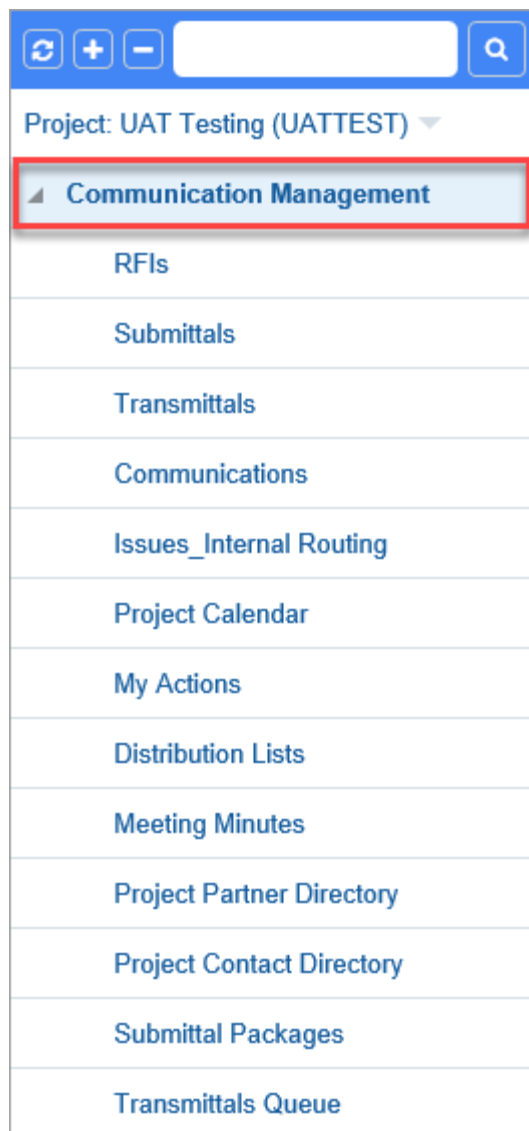 Project: UAT Testing (UATTEST)
Communication Management
RFIs
Submittals
Transmittals
Communications
Issues_Internal Routing
Project Calendar
My Actions
Distribution Lists
Meeting Minutes
Project Partner Directory
Project Contact Directory
Submittal Packages
Transmittals Queue